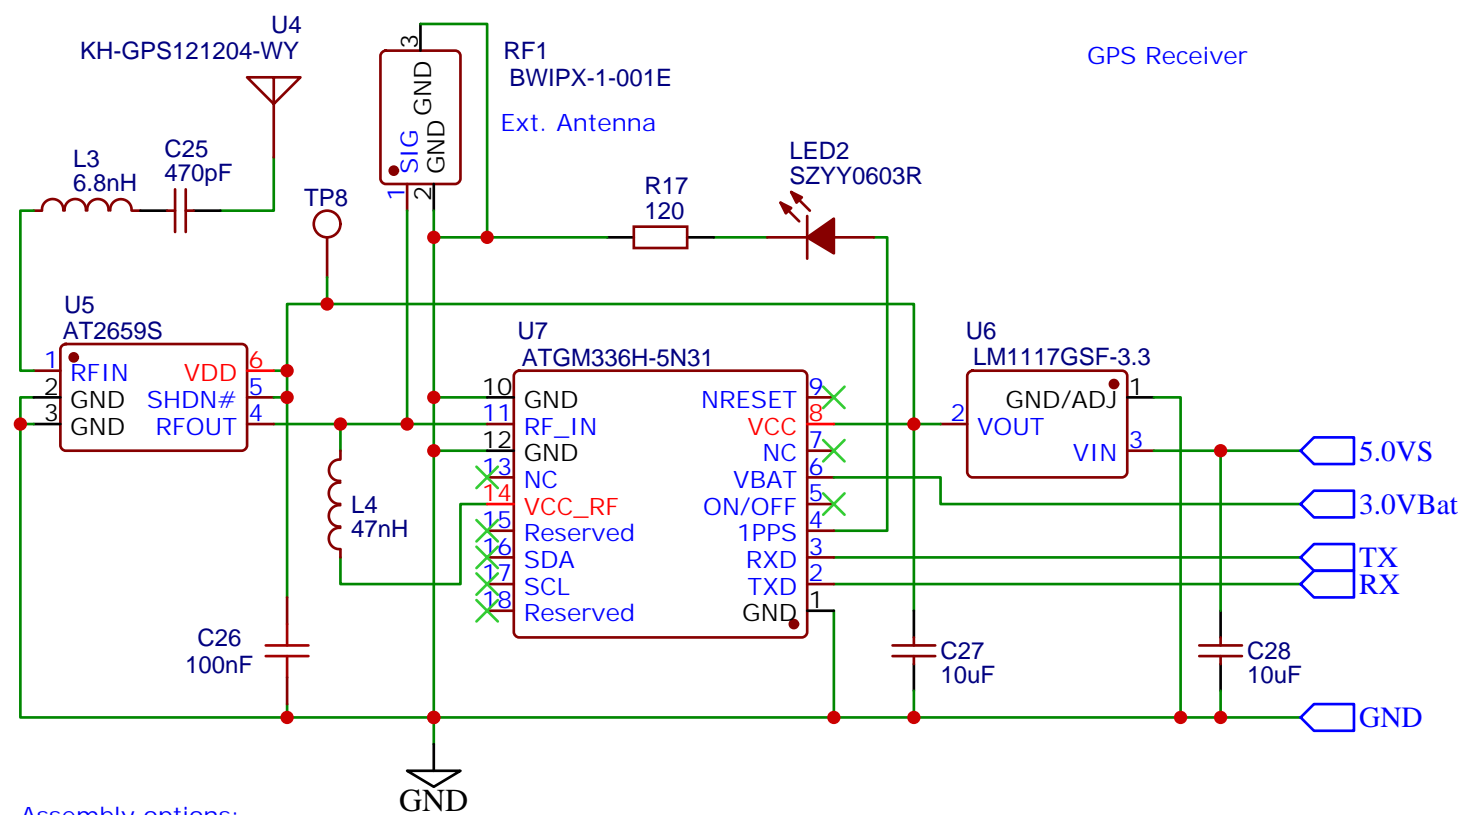 U4
KH-GPS121204-WY
RF1
BWIPX-1-001E
GPS Receiver
Ext. Antenna
3
GND
SIG
GND
1
2
L3
6.8nH
C25
470pF
TP8
R17
120
LED2
SZYY0603R
U5
AT2659S
1
RFIN
2
GND
3
GND
VDD
6
SHDN#
5
RFOUT
4
U7
ATGM336H-5N31
10
GND
11
RF_IN
12
GND
13
NC
14
VCC_RF
15
Reserved
16
SDA
17
SCL
18
Reserved
NRESET
9
VCC
8
NC
7
VBAT
6
ON/OFF
5
1PPS
4
RXD
3
TXD
2
GND
1
U6
LM1117GSF-3.3
GND/ADJ
1
2
VOUT
VIN
3
5.0VS
3.0VBat
TX
RX
L4
47nH
C26
100nF
C27
10uF
C28
10uF
GND
GND
Assembly options: